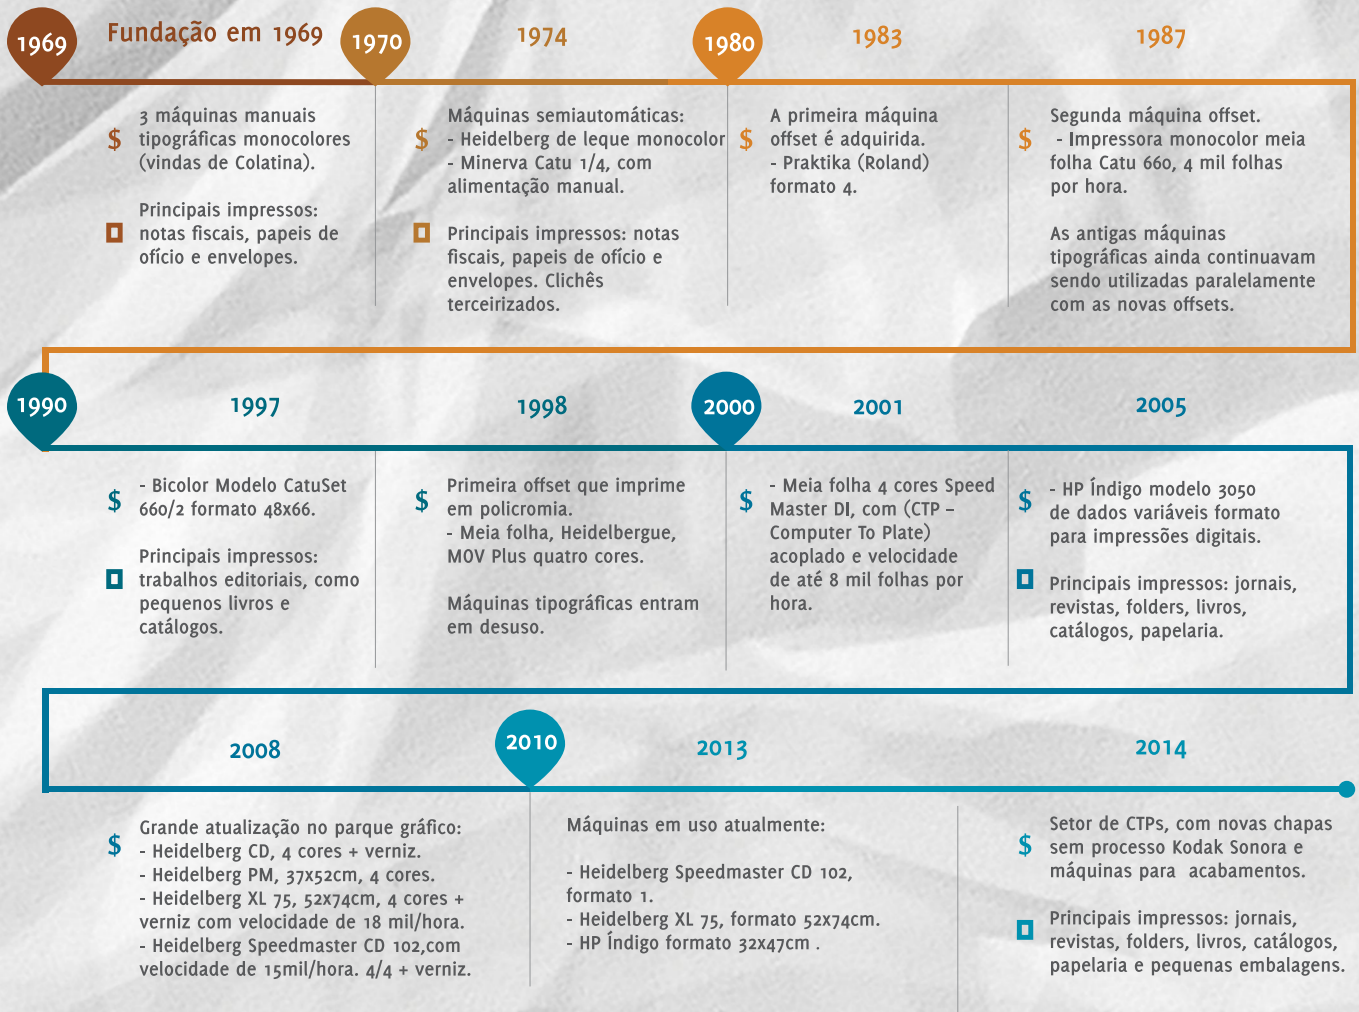 1969
Fundação em 1969
1970
1974
1980
1983
1987
$
3 máquinas manuais
tipográficas monocolores
(vindas de Colatina).
Principais impressos:
notas fiscais, papeis de
ofício e envelopes.
$
Máquinas semiautomáticas:
- Heidelberg de leque monocolor
- Minerva Catu 1/4, com
alimentação manual.
Principais impressos: notas
fiscais, papeis de ofício e
envelopes. Clichês
terceirizados.
$
A primeira máquina
offset é adquirida.
- Praktika (Roland)
formato 4.
$
Segunda máquina offset.
- Impressora monocolor meia
folha Catu 660, 4 mil folhas
por hora.
As antigas máquinas
tipográficas ainda continuavam
sendo utilizadas paralelamente
com as novas offsets.
1990
1997
1998
2000
2001
2005
$
- Bicolor Modelo CatuSet
660/2 formato 48x66.
Principais impressos:
trabalhos editoriais, como
pequenos livros e
catálogos.
$
Primeira offset que imprime
em policromia.
- Meia folha, Heidelbergue,
MOV Plus quatro cores.
Máquinas tipográficas entram
em desuso.
$
- Meia folha 4 cores Speed
Master DI, com (CTP –
Computer To Plate)
acoplado e velocidade
de até 8 mil folhas por
hora.
$
- HP Índigo modelo 3050
de dados variáveis formato
para impressões digitais.
Principais impressos: jornais,
revistas, folders, livros,
catálogos, papelaria.
2008
2010
2013
2014
$
Grande atualização no parque gráfico:
- Heidelberg CD, 4 cores + verniz.
- Heidelberg PM, 37x52cm, 4 cores.
- Heidelberg XL 75, 52x74cm, 4 cores +
verniz com velocidade de 18 mil/hora.
- Heidelberg Speedmaster CD 102,com
velocidade de 15mil/hora. 4/4 + verniz.
Máquinas em uso atualmente:
- Heidelberg Speedmaster CD 102,
formato 1.
- Heidelberg XL 75, formato 52x74cm.
- HP Índigo formato 32x47cm .
$
Setor de CTPs, com novas chapas
sem processo Kodak Sonora e
máquinas para acabamentos.
Principais impressos: jornais,
revistas, folders, livros, catálogos,
papelaria e pequenas embalagens.